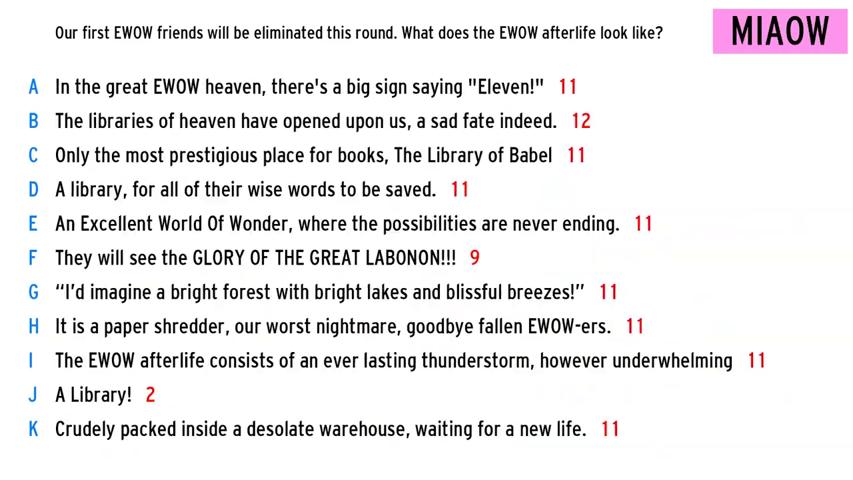 Our first EWOW friends will be eliminated this round. What does the EWOW afterlife look like?
MIAOW
A In the great EWOW heaven, there's a big sign saying "Eleven!" 11
B The libraries of heaven have opened upon us, a sad fate indeed. 12
C Only the most prestigious place for books, The Library of Babel 11
D A library, for all of their wise words to be saved. 11
E An Excellent World Of Wonder, where the possibilities are never ending. 11
F They will see the GLORY OF THE GREAT LABONON!!! 9
G “I’d imagine a bright forest with bright lakes and blissful breezes!” 11
H It is a paper shredder, our worst nightmare, goodbye fallen EWOW-ers. 11
I The EWOW afterlife consists of an ever lasting thunderstorm, however underwhelming 11
J A Library! 2
K Crudely packed inside a desolate warehouse, waiting for a new life. 11